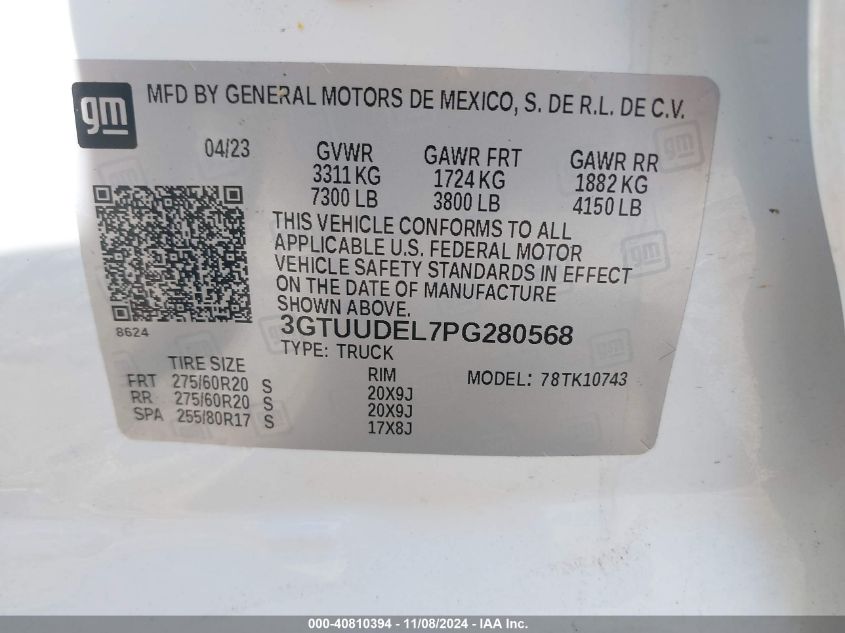 gm
MFD BY GENERAL MOTORS DE MEXICO, S. DE R.L. DE C.V.
04/23 GVWR GAWR FRT GAWR RR
3311 KG 1724 KG 1882 KG
7300 LB 3800 LB 4150 LB
THIS VEHICLE CONFORMS TO ALL
APPLICABLE U.S. FEDERAL MOTOR
VEHICLE SAFETY STANDARDS IN EFFECT
ON THE DATE OF MANUFACTURE
SHOWN ABOVE.
8624
3GTUUDEL7PG280568
TYPE: TRUCK
TIRE SIZE RIM MODEL: 78TK10743
FRT 275/60R20 S 20X9J
RR 275/60R20 S 20X9J
SPA 255/80R17 S 17X8J
000-40810394 - 11/08/2024 - IAA Inc.